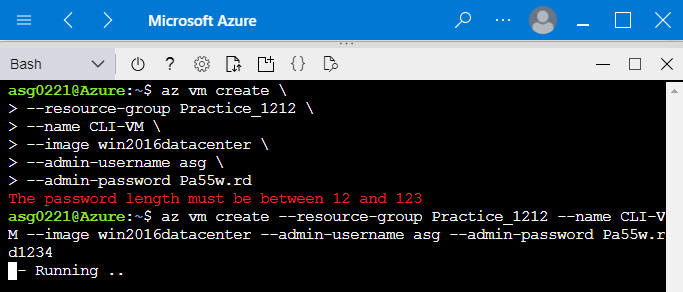 Microsoft Azure
Bash
asg0221@Azure:~$ az vm create \
> --resource-group Practice_1212 \
> --name CLI-VM \
> --image win2016datacenter \
> --admin-username asg \
> --admin-password Pa55w.rd
The password length must be between 12 and 123
asg0221@Azure:~$ az vm create --resource-group Practice_1212 --name CLI-V
M --image win2016datacenter --admin-username asg --admin-password Pa55w.r
d1234
- Running ..